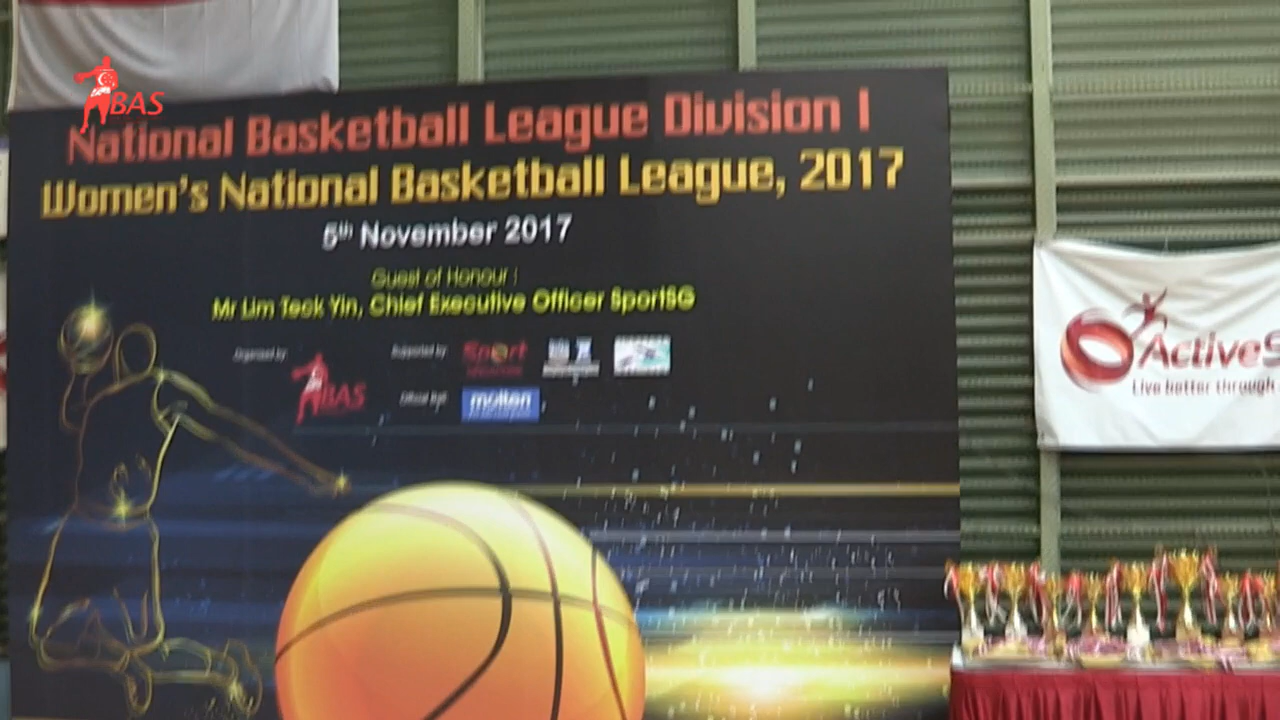 BAS
National Basketball League Division I
Women's National Basketball League, 2017
5th November 2017
Guest of Honour :
Mr Lim Teck Yin, Chief Executive Officer SportSG
Organised by
BAS
Supported by
Sport
Official Ball
molten
ActiveS
Live better through